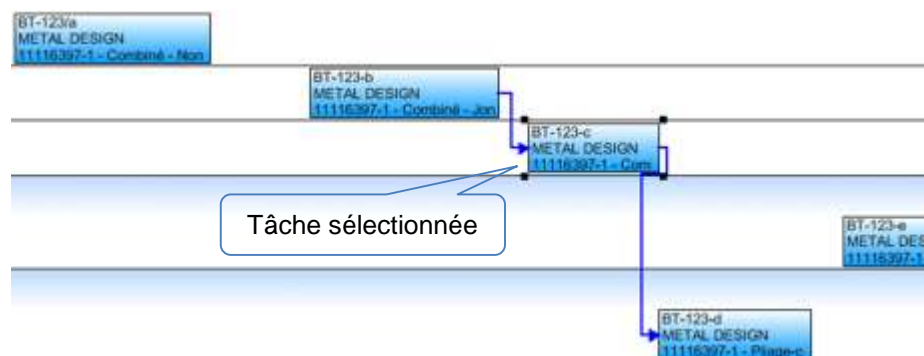 BT-123/a
METAL DESIGN
11116397-1 - Combiné - Non
BT-123-b
METAL DESIGN
11116397-1 - Combiné - Jon
BT-123-c
METAL DESIGN
11116397-1 - Com
Tâche sélectionnée
BT-123-e
METAL DES
11116397-1
BT-123-d
METAL DESIGN
11116397-1 - Pliage-c